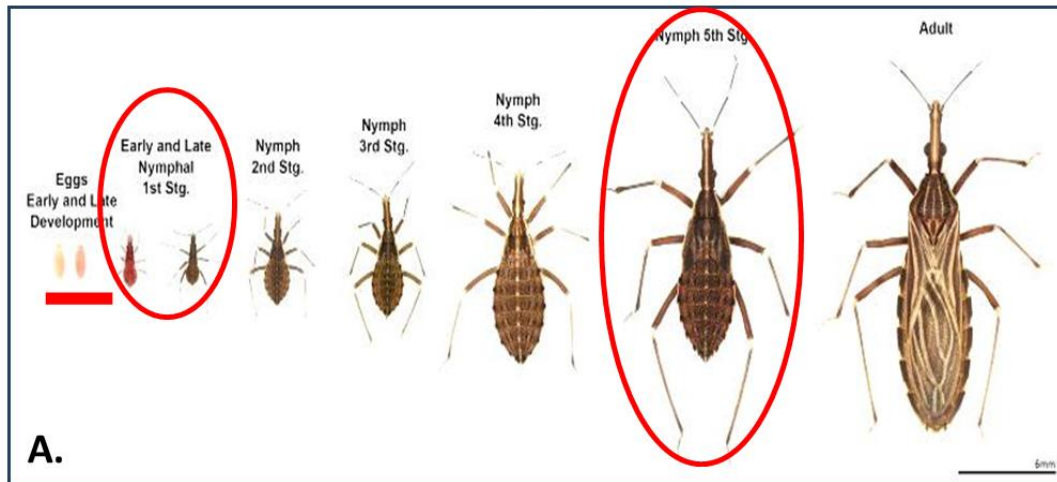 Eggs
Early and Late
Development
Early and Late
Nymphal
1st Stg.
Nymph
2nd Stg.
Nymph
3rd Stg.
Nymph
4th Stg.
Nymph 5th Stg.
Adult
A.
6mm